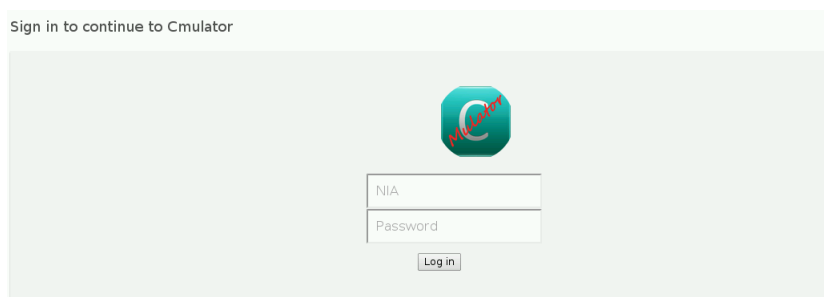 Sign in to continue to Cmulator
C
Mulator
NIA
Password
Log in